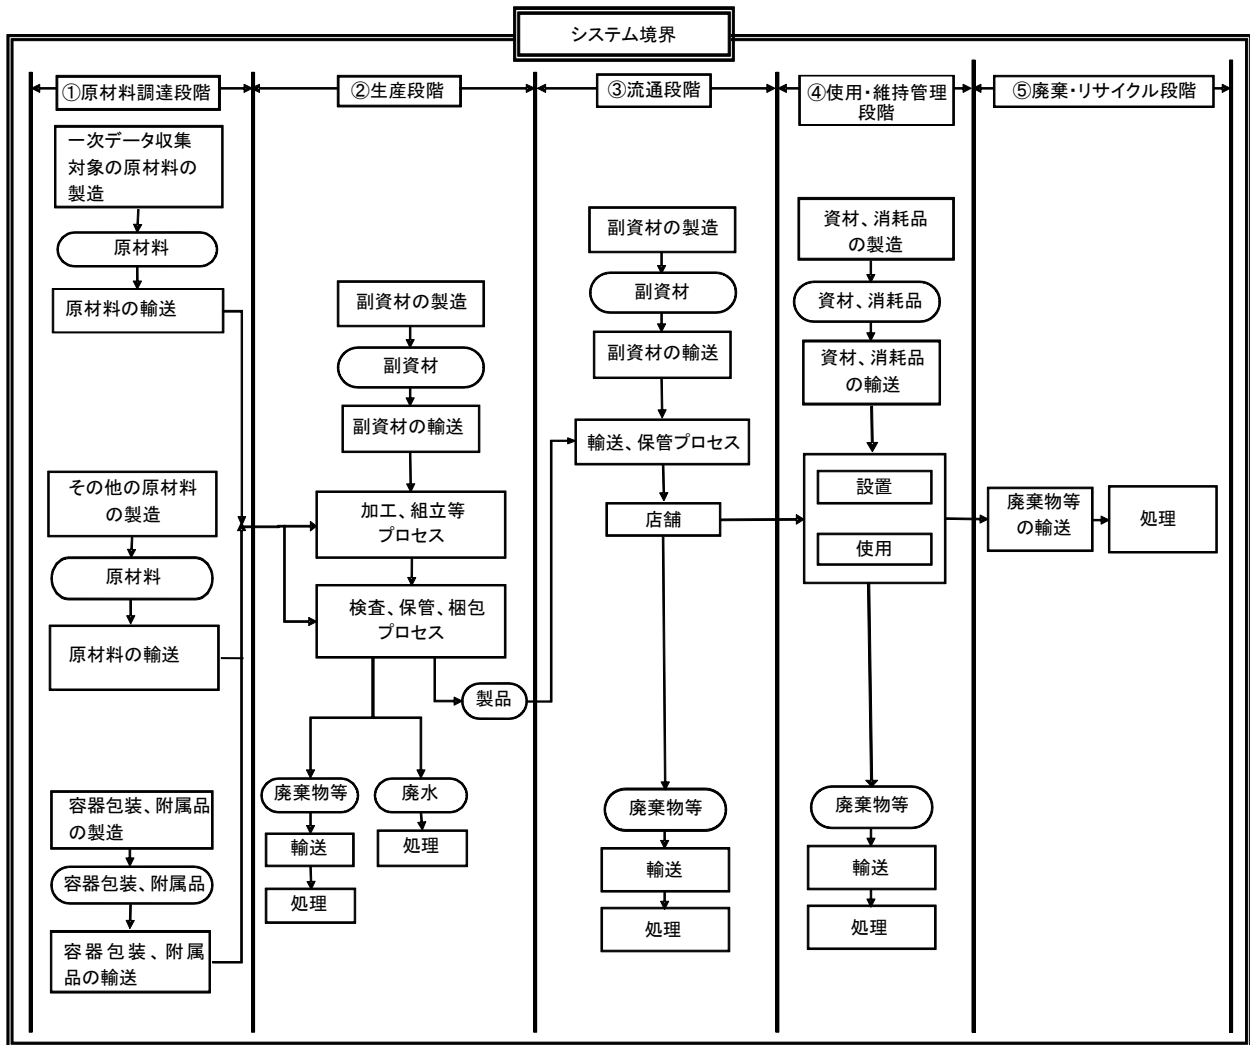 システム境界
①原材料調達段階
一次データ収集
対象の原材料の
製造
原材料
原材料の輸送
その他の原材料
の製造
原材料
原材料の輸送
容器包装、附属品
の製造
容器包装、附属品
容器包装、附属
品の輸送
②生産段階
副資材の製造
副資材
副資材の輸送
加工、組立等
プロセス
検査、保管、梱包
プロセス
製品
廃棄物等
輸送
処理
廃水
処理
③流通段階
副資材の製造
副資材
副資材の輸送
輸送、保管プロセス
店舗
廃棄物等
輸送
処理
④使用・維持管理
段階
資材、消耗品
の製造
資材、消耗品
資材、消耗品
の輸送
設置
使用
廃棄物等
輸送
処理
⑤廃棄・リサイクル段階
廃棄物等
の輸送
処理